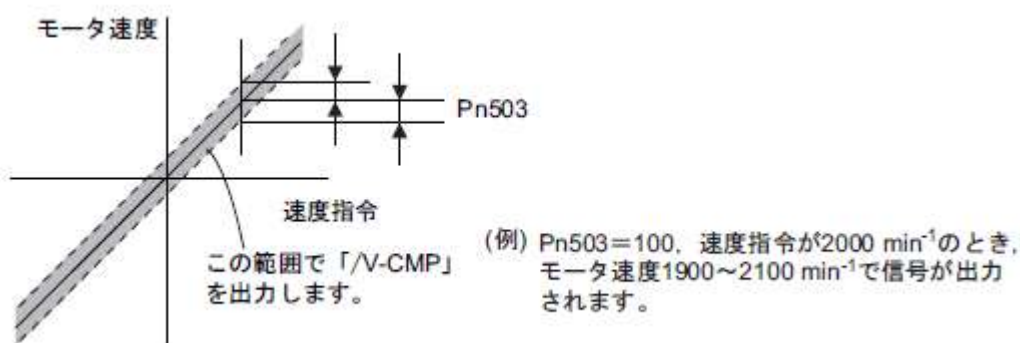 モータ速度
Pn503
速度指令
この範囲で「/V-CMP」
を出力します。
(例) Pn503=100, 速度指令が2000 min⁻¹のとき,
モータ速度1900～2100 min⁻¹で信号が出力
されます。